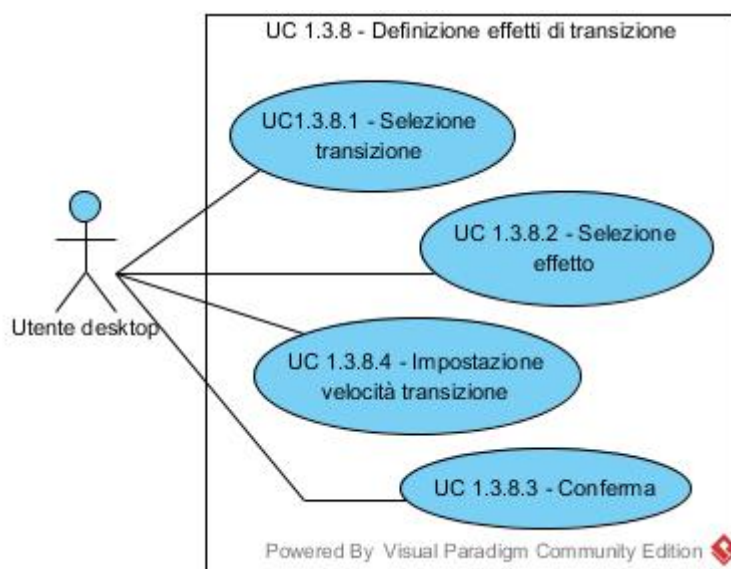 UC 1.3.8 - Definizione effetti di transizione
UC1.3.8.1 - Selezione
transizione
UC 1.3.8.2 - Selezione
effetto
Utente desktop
UC 1.3.8.4 - Impostazione
velocità transizione
UC 1.3.8.3 - Conferma
Powered By Visual Paradigm Community Edition